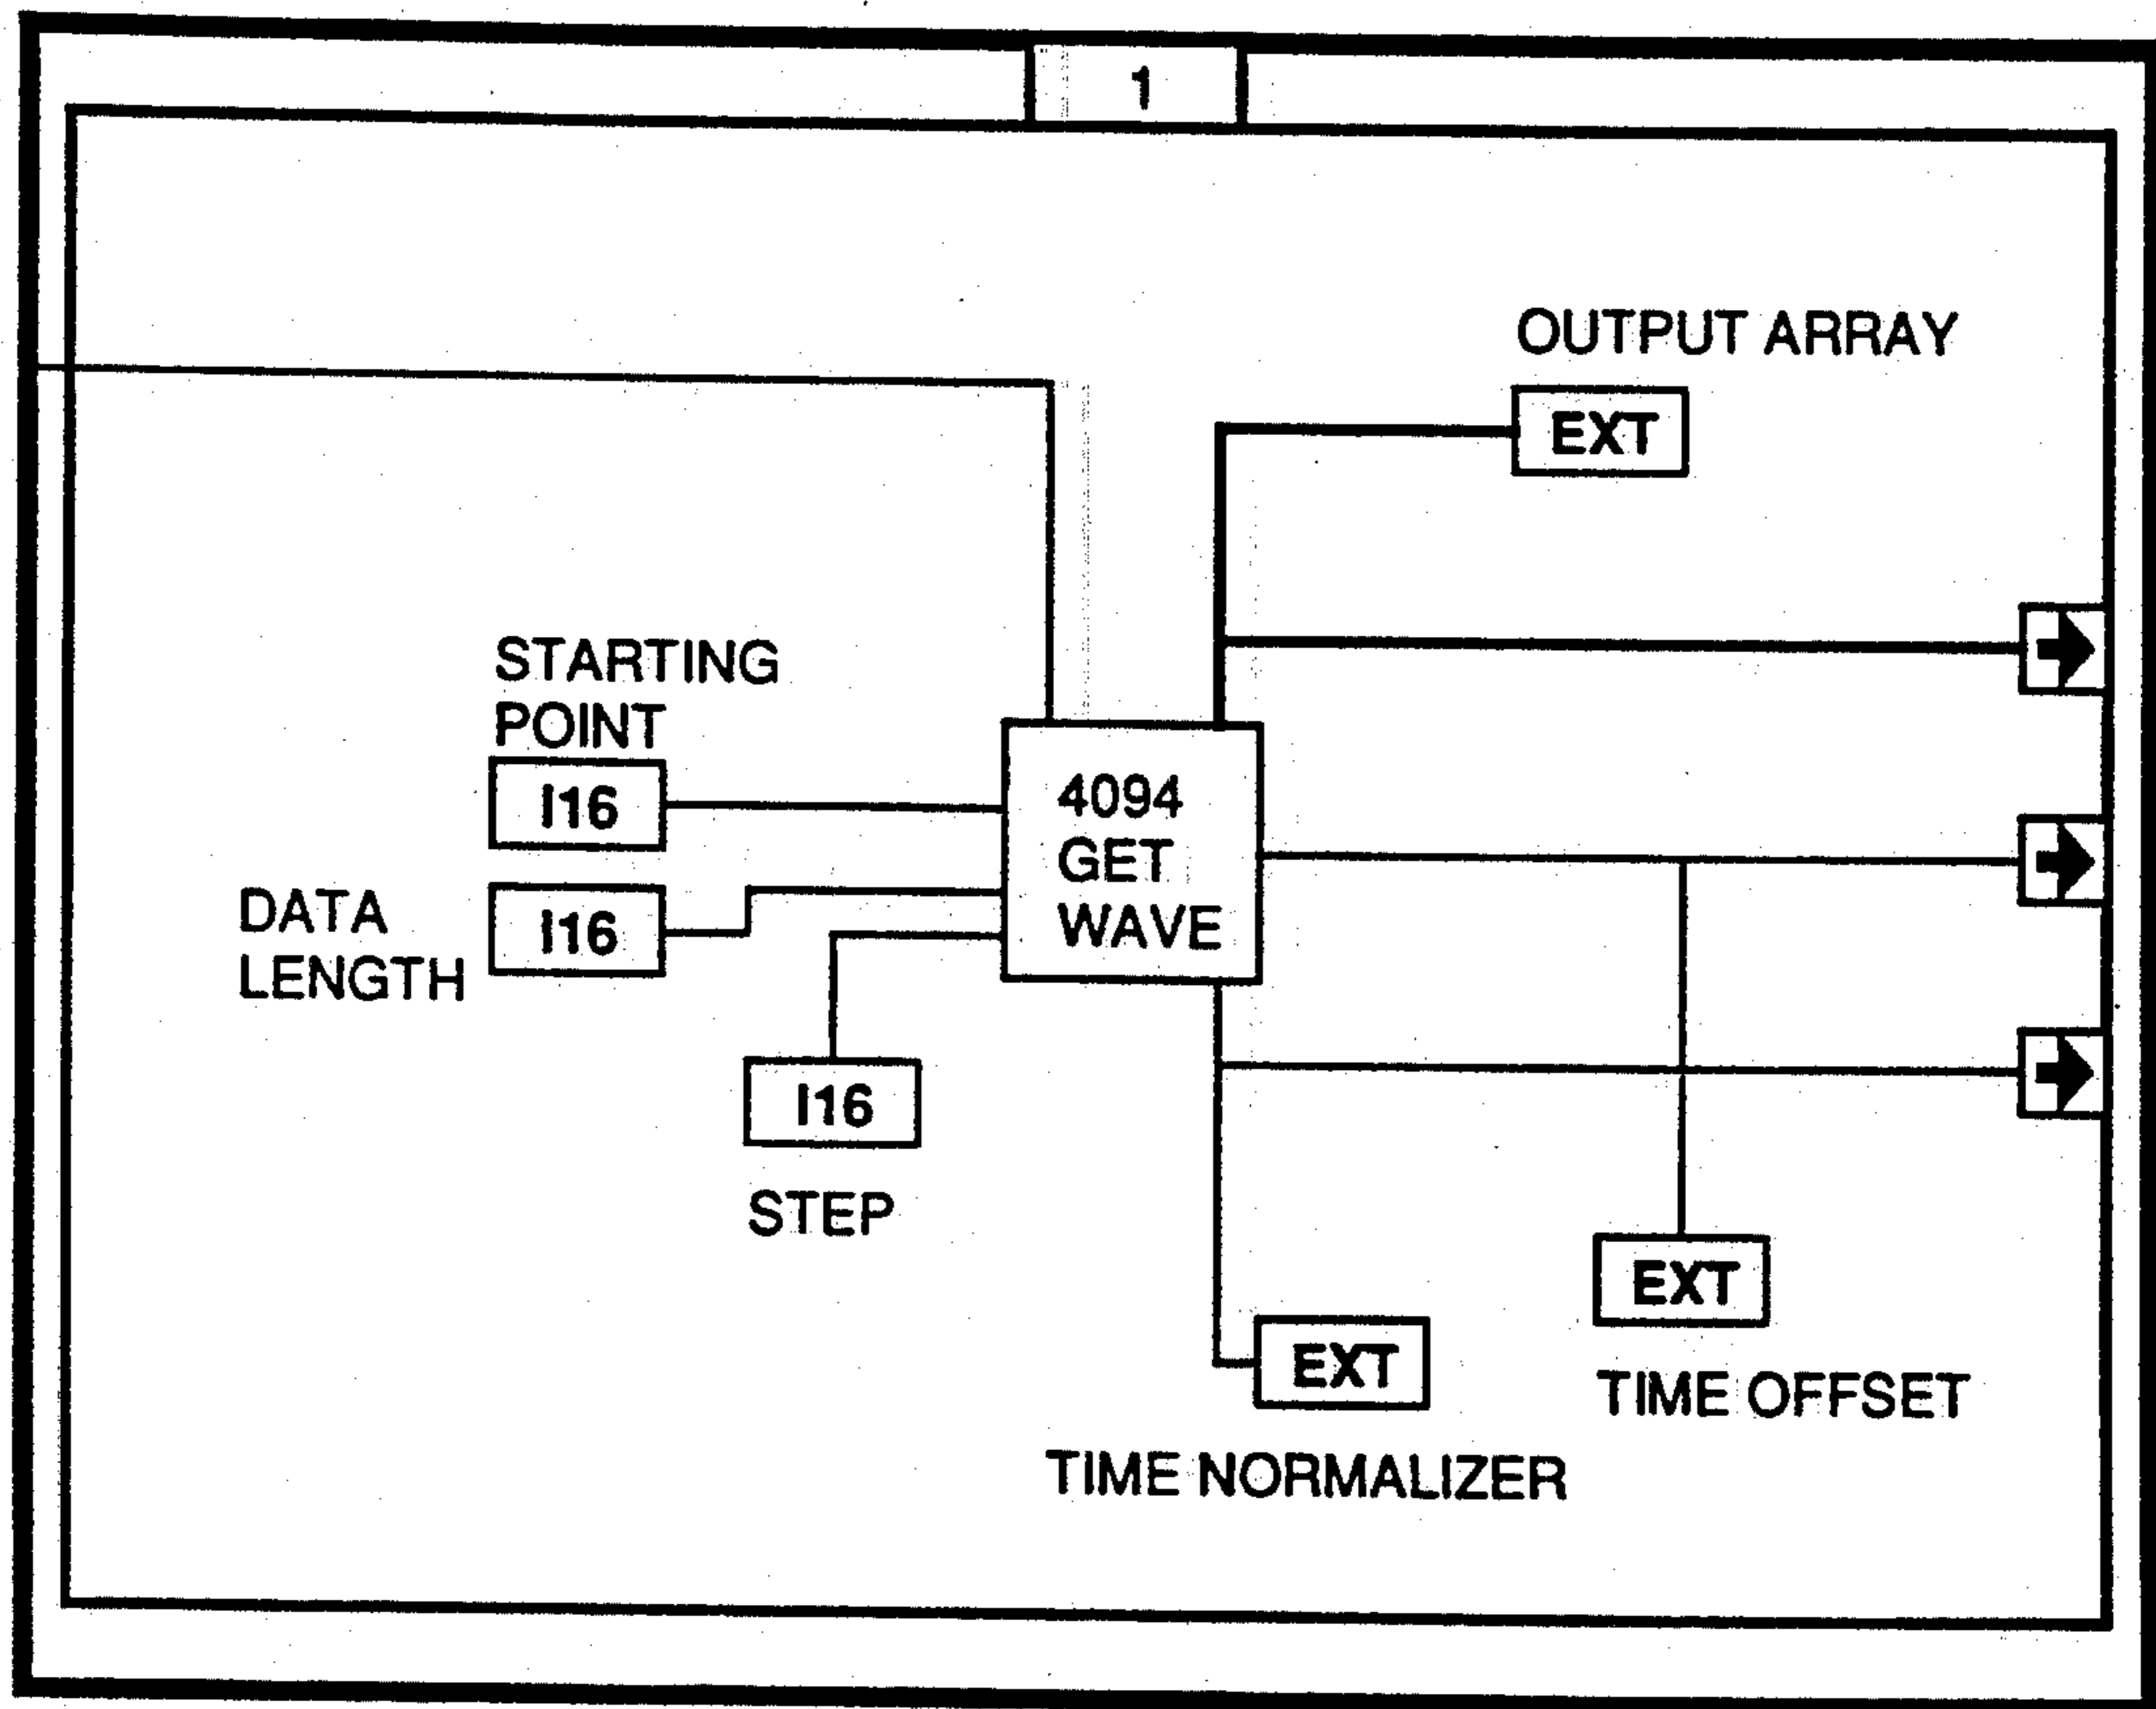 1
OUTPUT ARRAY
EXT
STARTING
POINT
I16
4094
GET
WAVE
DATA
LENGTH
I16
I16
STEP
EXT
TIME OFFSET
EXT
TIME NORMALIZER